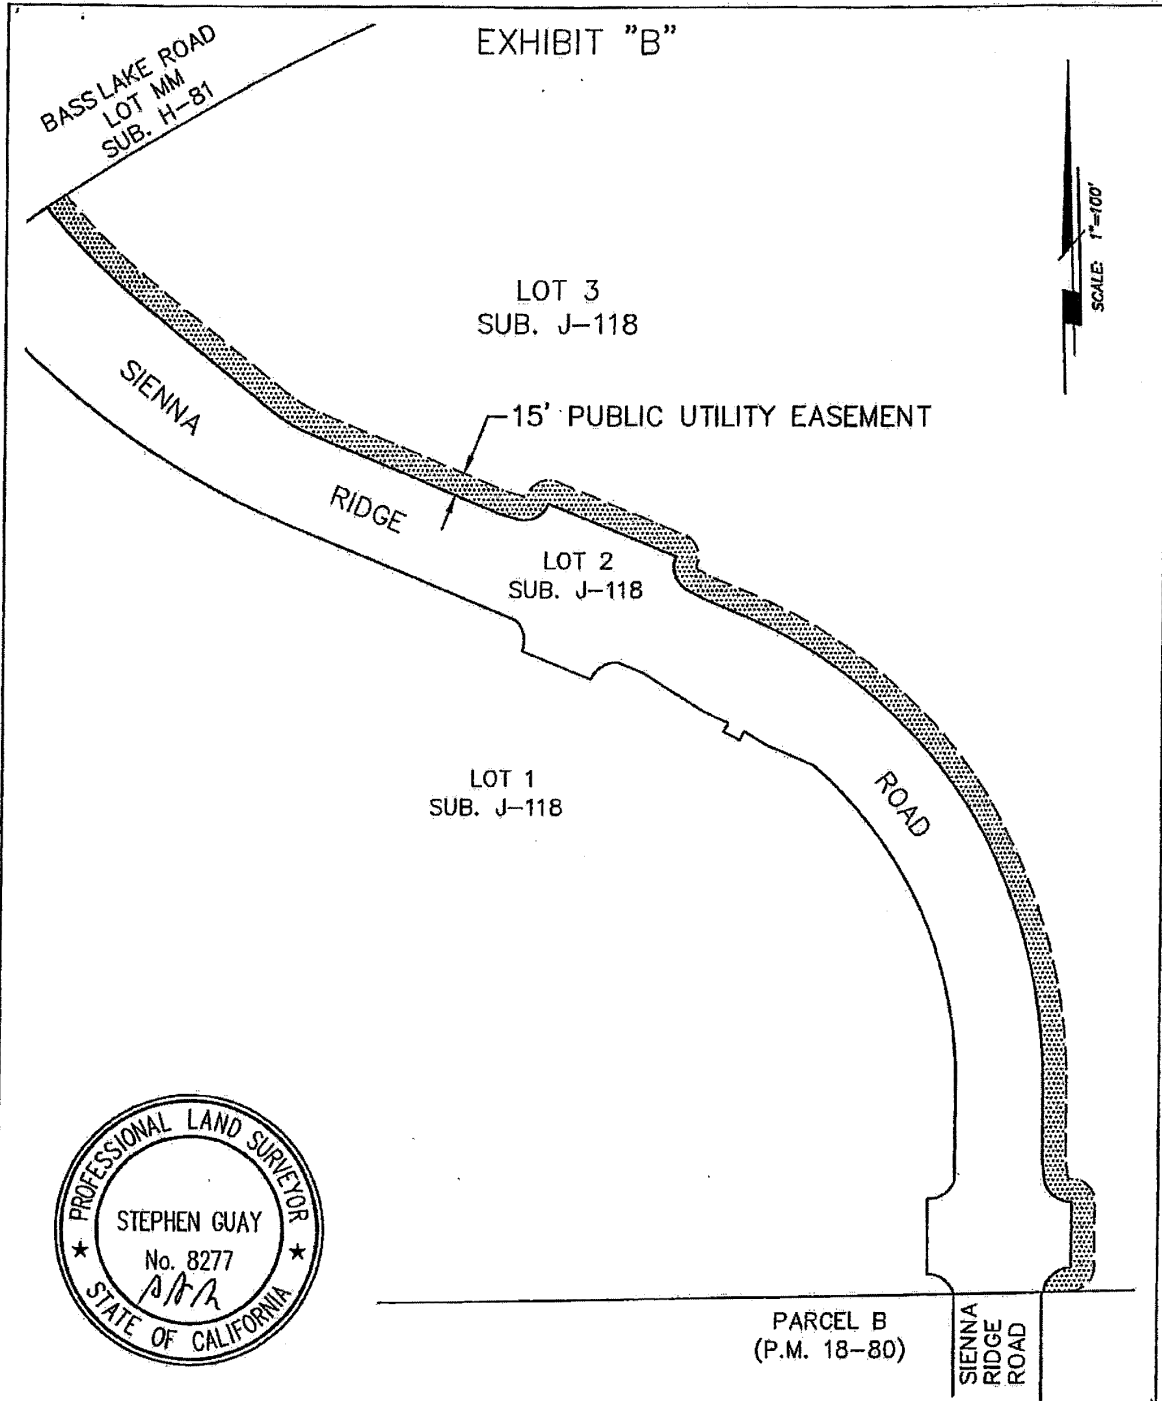 EXHIBIT "B"
BASS LAKE ROAD
LOT MM
SUB. H-81
SCALE: 1"=100'
LOT 3
SUB. J-118
15' PUBLIC UTILITY EASEMENT
SIENNA
RIDGE
LOT 2
SUB. J-118
ROAD
LOT 1
SUB. J-118
PROFESSIONAL LAND SURVEYOR
STEPHEN GUAY
No. 8277
STATE OF CALIFORNIA
PARCEL B
(P.M. 18-80)
SIENNA
RIDGE
ROAD